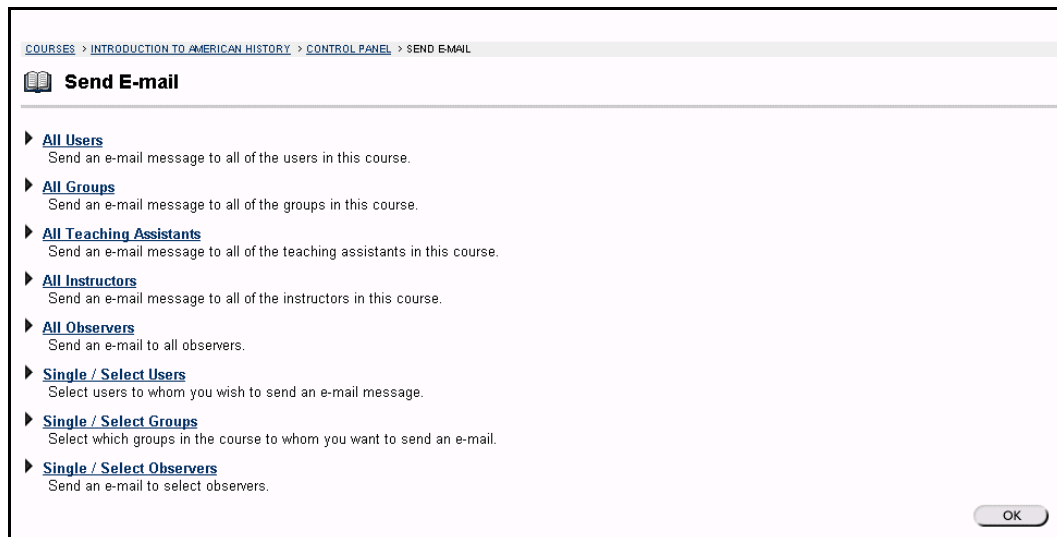 COURSES > INTRODUCTION TO AMERICAN HISTORY > CONTROL PANEL > SEND E-MAIL
Send E-mail
All Users
Send an e-mail message to all of the users in this course.
All Groups
Send an e-mail message to all of the groups in this course.
All Teaching Assistants
Send an e-mail message to all of the teaching assistants in this course.
All Instructors
Send an e-mail message to all of the instructors in this course.
All Observers
Send an e-mail to all observers.
Single / Select Users
Select users to whom you wish to send an e-mail message.
Single / Select Groups
Select which groups in the course to whom you want to send an e-mail.
Single / Select Observers
Send an e-mail to select observers.
OK